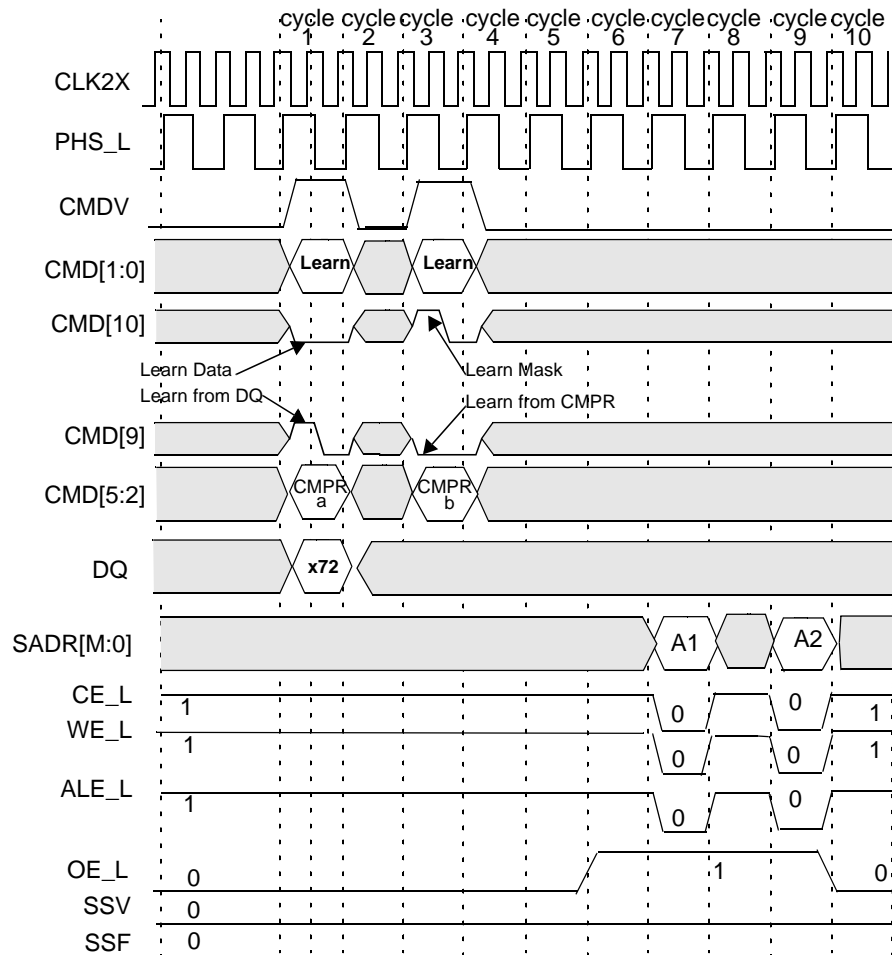 cycle cycle cycle cycle cycle cycle cycle cycle cycle cycle
1 2 3 4 5 6 7 8 9 10
CLK2X
PHS_L
CMDV
CMD[1:0] Learn Learn
CMD[10]
Learn Data Learn Mask
Learn from DQ Learn from CMPR
CMD[9]
CMD[5:2] CMPR a CMPR b
DQ x72
SADR[M:0] A1 A2
CE_L 1 0 0 1
WE_L 1 0 0 1
ALE_L 1 0 0
OE_L 0 1 0
SSV 0
SSF 0